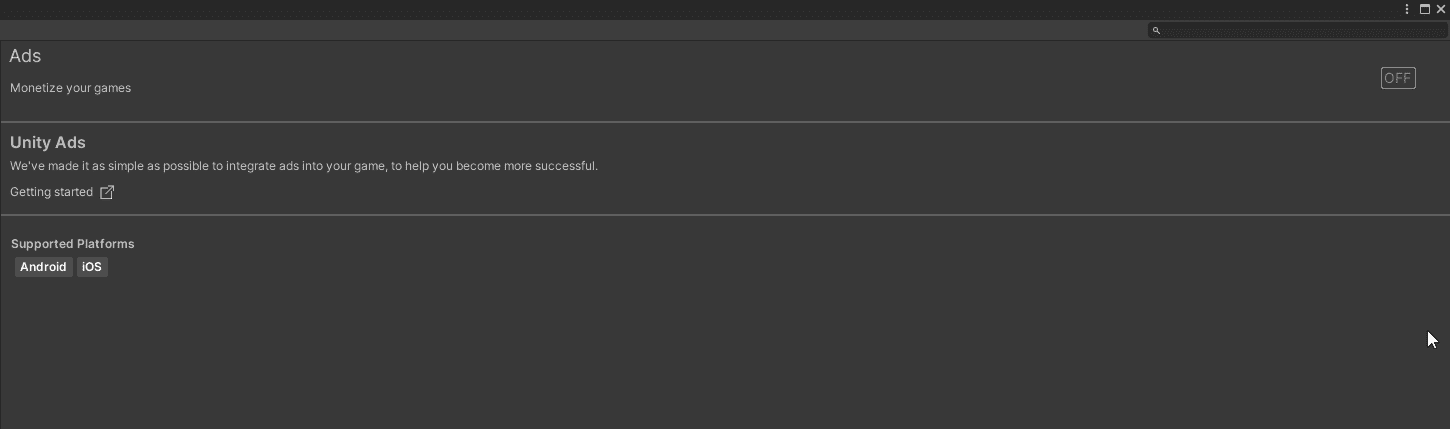 Ads
OFF
Monetize your games
Unity Ads
We've made it as simple as possible to integrate ads into your game, to help you become more successful.
Getting started
Supported Platforms
Android iOS